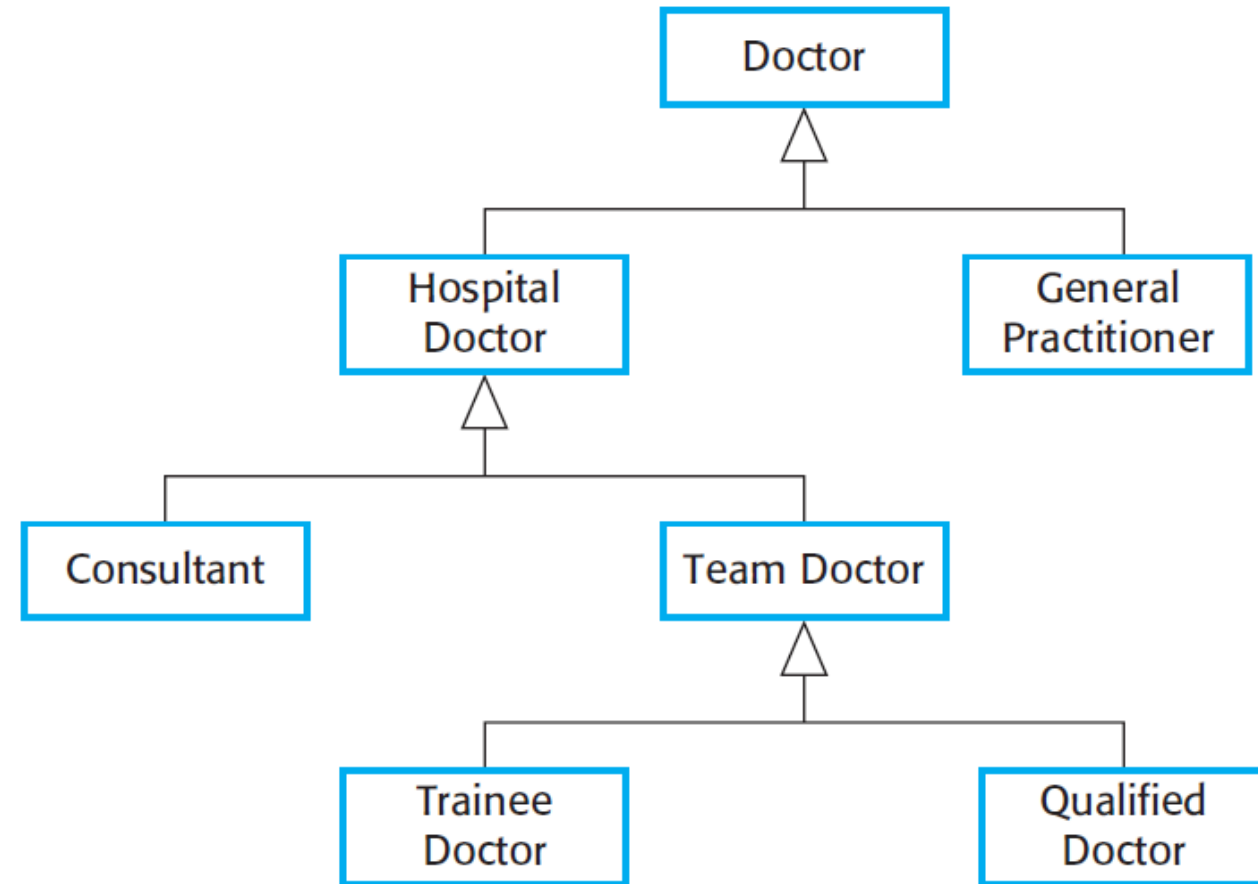 Doctor
Hospital
Doctor
General
Practitioner
Consultant
Team Doctor
Trainee
Doctor
Qualified
Doctor